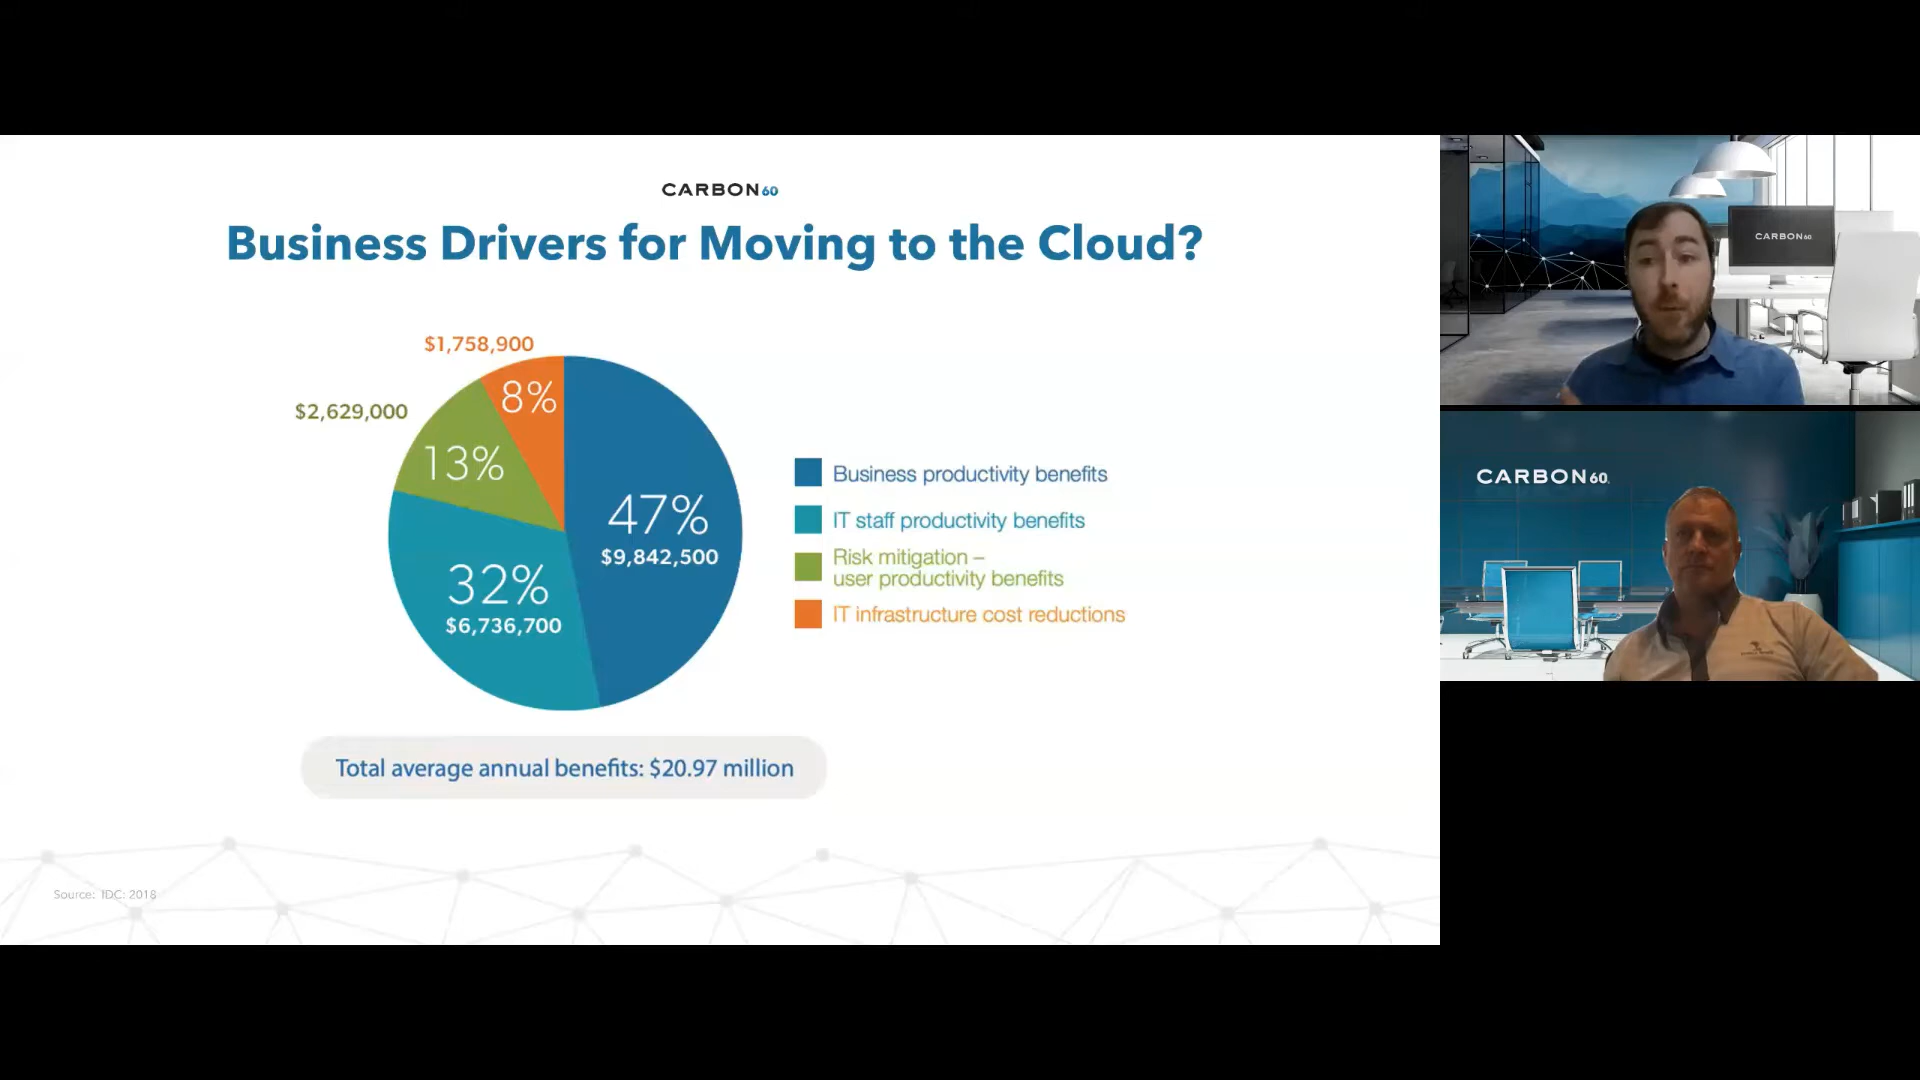 CARBON60
Business Drivers for Moving to the Cloud?
$1,758,900
8%
$2,629,000
13%
47%
$9,842,500
32%
$6,736,700
Business productivity benefits
IT staff productivity benefits
Risk mitigation –
user productivity benefits
IT infrastructure cost reductions
Total average annual benefits: $20.97 million
Source: IDC: 2018
CARBON60
CARBON60